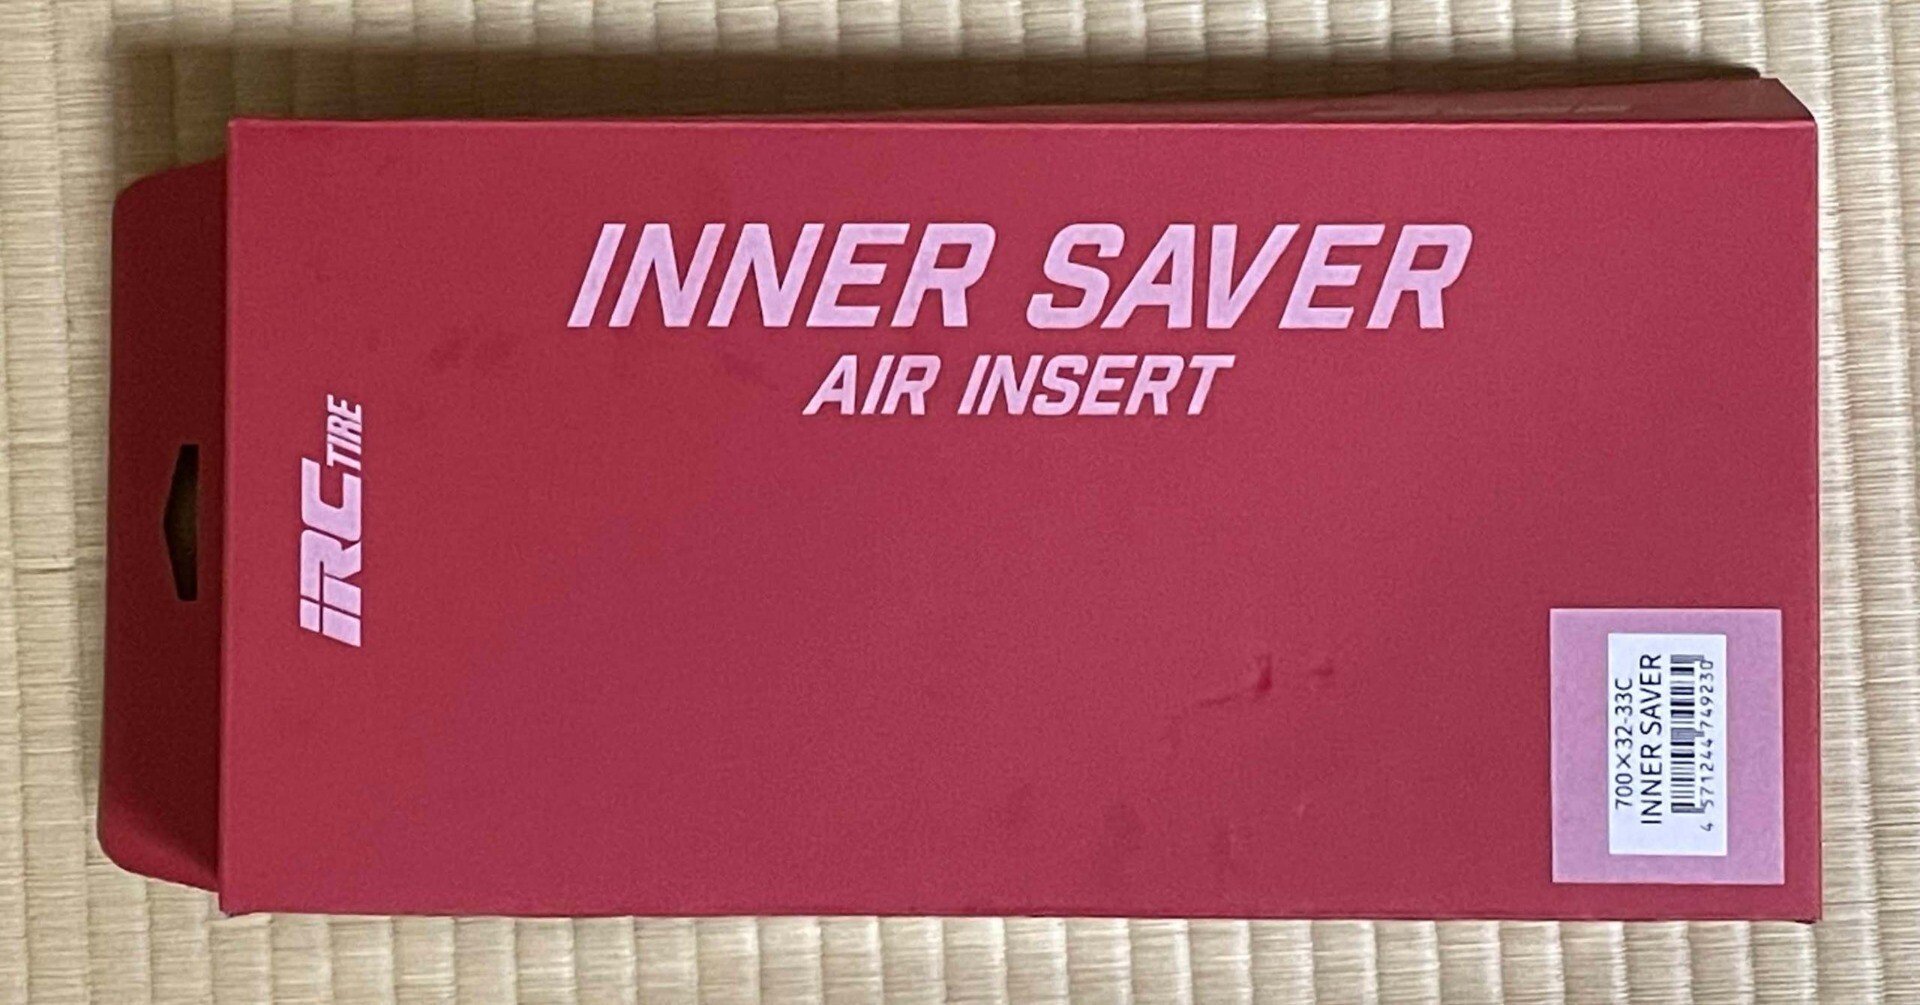 INNER SAVER
AIR INSERT
iRC TIRE
700×32-33C
INNER SAVER
4 571244 749230